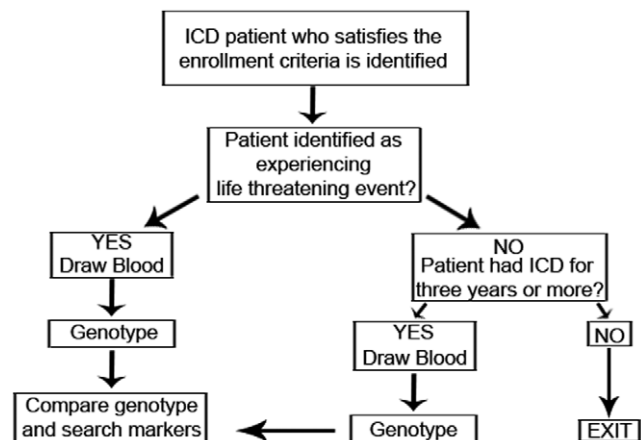 ICD patient who satisfies the
enrollment criteria is identified
Patient identified as
experiencing
life threatening event?
YES
Draw Blood
NO
Patient had ICD for
three years or more?
Genotype
YES
Draw Blood
NO
Compare genotype
and search markers
Genotype
EXIT